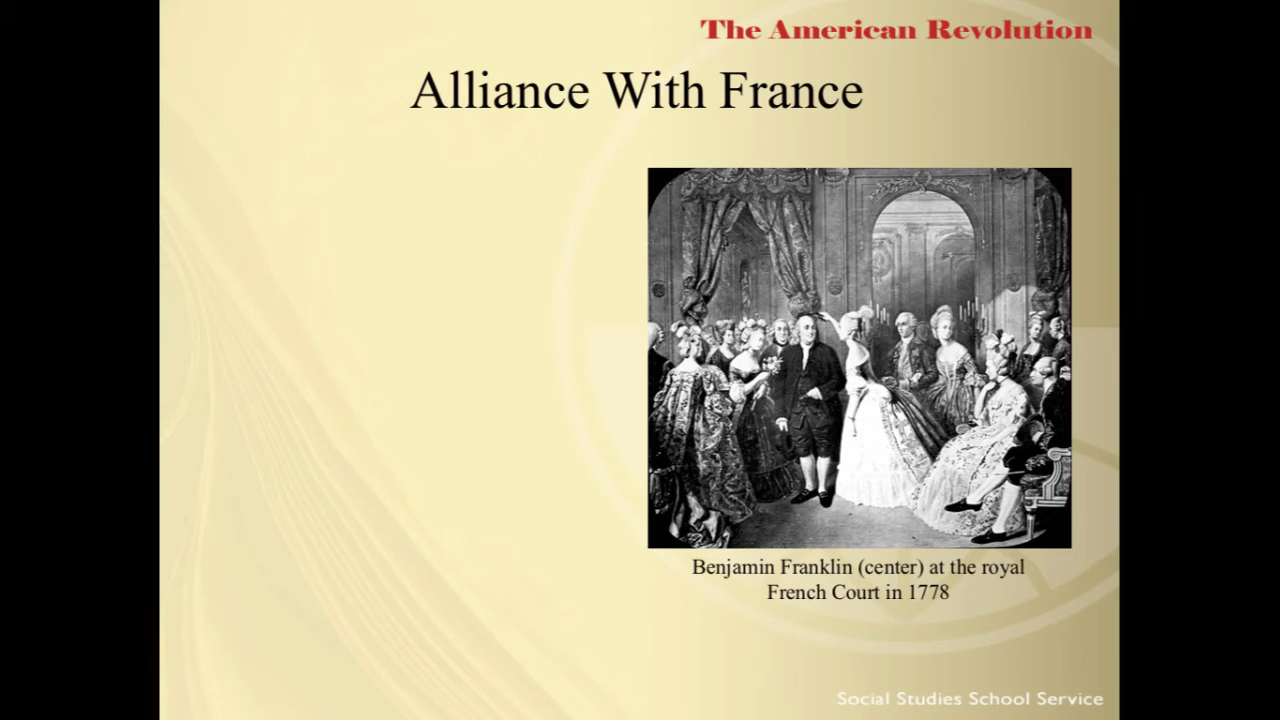 The American Revolution
Alliance With France
Benjamin Franklin (center) at the royal
French Court in 1778
Social Studies School Service